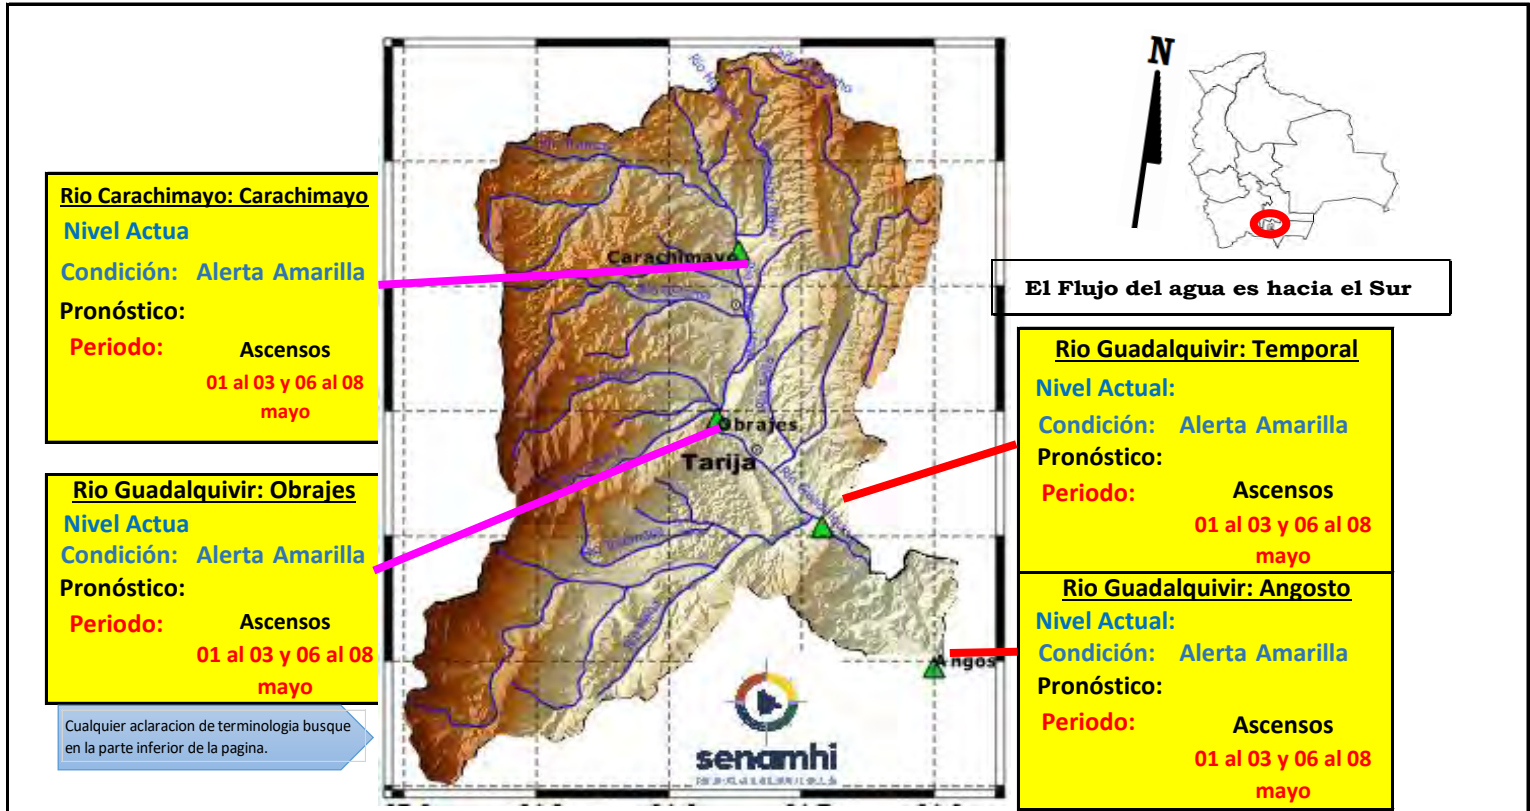 N
Rio Carachimayo: Carachimayo
Nivel Actua
Condición: Alerta Amarilla
Pronóstico:
Periodo: Ascensos
01 al 03 y 06 al 08
mayo
Rio Guadalquivir: Obrajes
Nivel Actua
Condición: Alerta Amarilla
Pronóstico:
Periodo: Ascensos
01 al 03 y 06 al 08
mayo
Cualquier aclaracion de terminologia busque
en la parte inferior de la pagina.
Carachimayo
Obrajes
Tarija
Angos
senamhi
El Flujo del agua es hacia el Sur
Rio Guadalquivir: Temporal
Nivel Actual:
Condición: Alerta Amarilla
Pronóstico:
Periodo: Ascensos
01 al 03 y 06 al 08
mayo
Rio Guadalquivir: Angosto
Nivel Actual:
Condición: Alerta Amarilla
Pronóstico:
Periodo: Ascensos
01 al 03 y 06 al 08
mayo